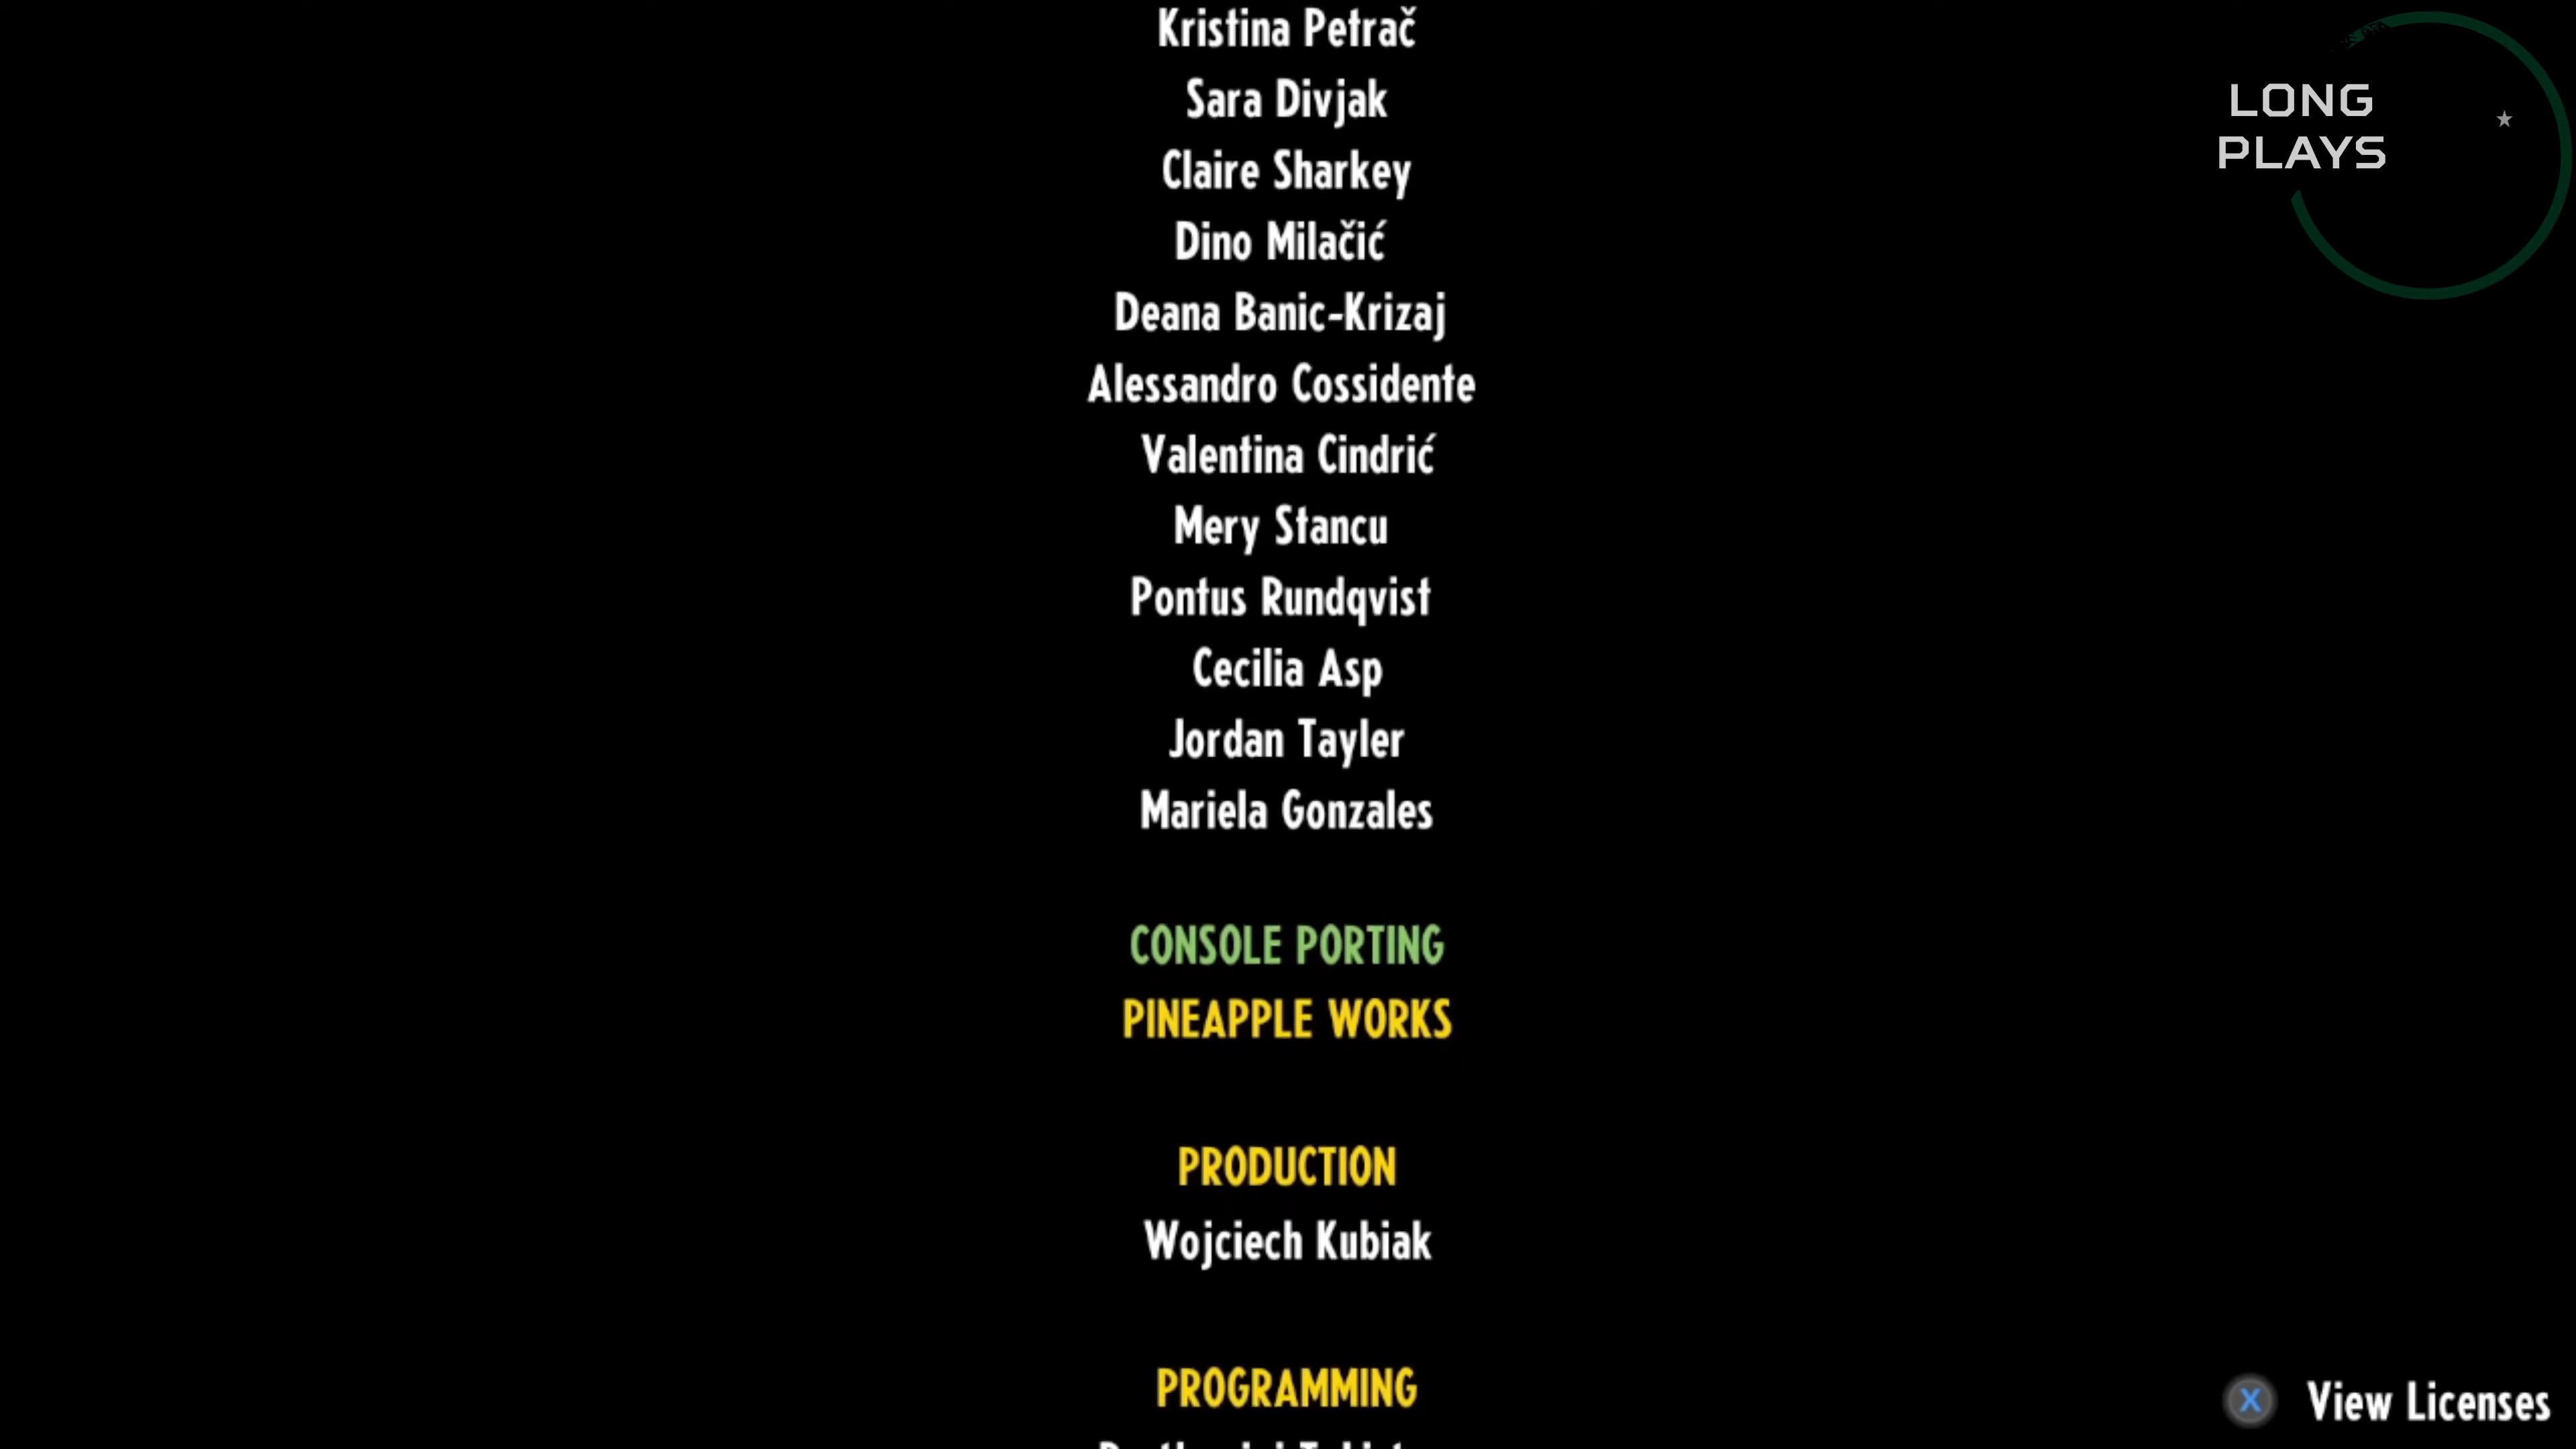 Kristina Petrač
Sara Divjak
Claire Sharkey
Dino Milačić
Deana Banic-Krizaj
Alessandro Cossidente
Valentina Cindrić
Mery Stancu
Pontus Rundqvist
Cecilia Asp
Jordan Tayler
Mariela Gonzales
CONSOLE PORTING
PINEAPPLE WORKS
PRODUCTION
Wojciech Kubiak
PROGRAMMING
LONG
PLAYS
X View Licenses